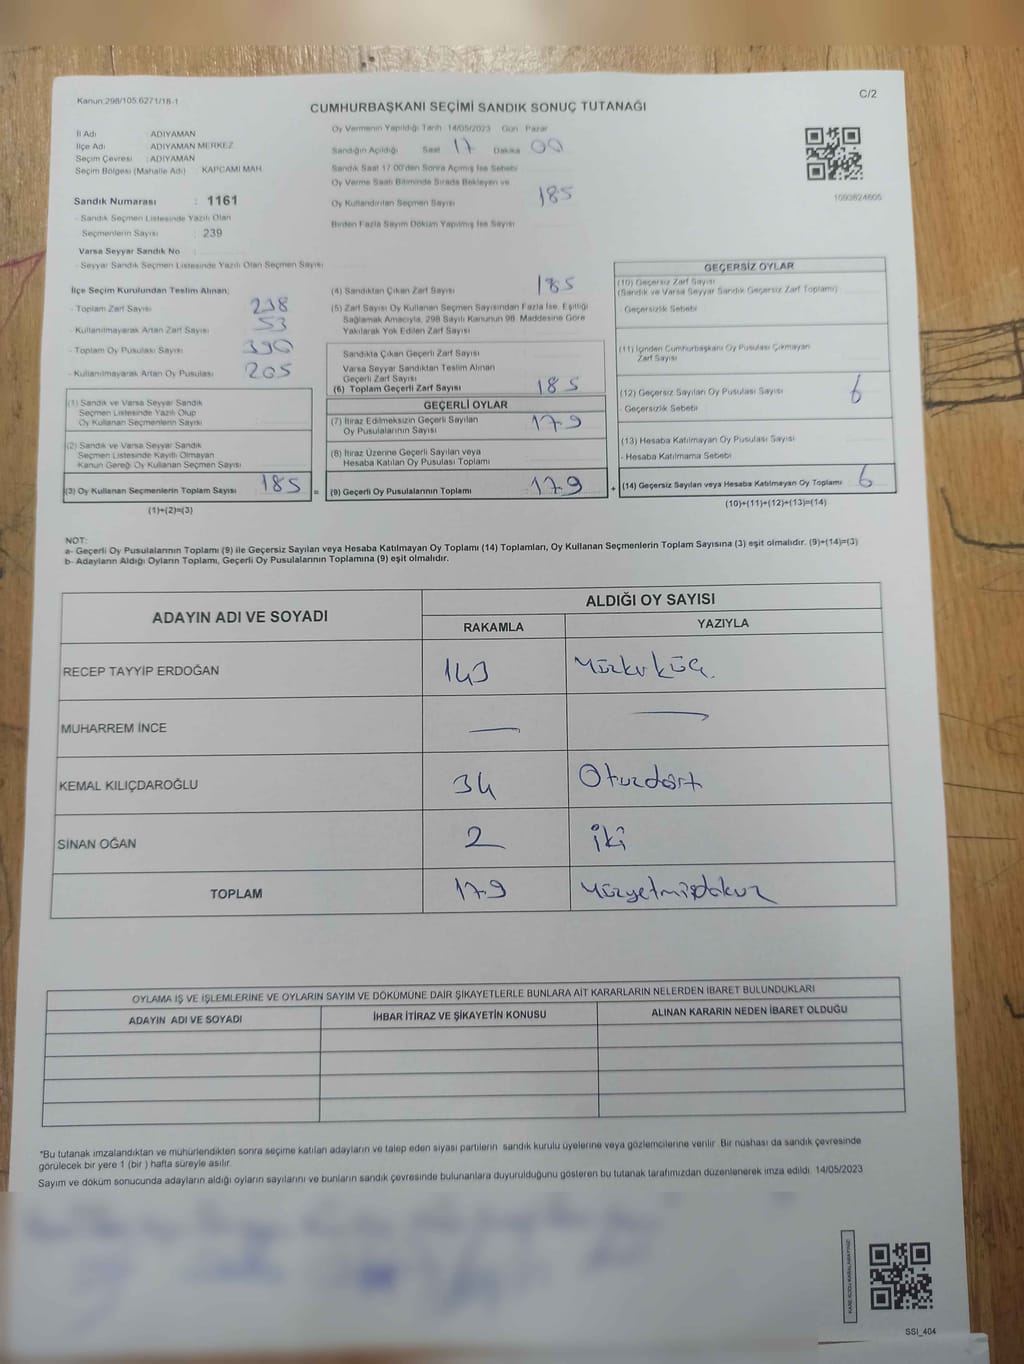 Kanun:298/105.6271/18-1
C/2
CUMHURBAŞKANI SEÇİMİ SANDIK SONUÇ TUTANAĞI
İl Adı : ADIYAMAN
İlçe Adı : ADIYAMAN MERKEZ
Seçim Çevresi : ADIYAMAN
Seçim Bölgesi (Mahalle Adı) KAPCAMİ MAH.
Sandık Numarası : 1161
- Sandık Seçmen Listesinde Yazılı Olan
Seçmenlerin Sayısı : 239
Varsa Seyyar Sandık No
- Seyyar Sandık Seçmen Listesinde Yazılı Olan Seçmen Sayısı
Oy Vermenin Yapıldığı Tarih 14/05/2023 Gün Pazar
Sandığın Açıldığı Saat 17 Dakika 00
Sandık Saat 17.00'den Sonra Açılmış İse Sebebi
Oy Verme Saati Bitiminde Sırada Bekleyen ve
Oy Kullandırılan Seçmen Sayısı 185
Birden Fazla Sayım Döküm Yapılmış İse Sayısı
1093624605
İlçe Seçim Kurulundan Teslim Alınan;
- Toplam Zarf Sayısı 238
- Kullanılmayarak Artan Zarf Sayısı 53
- Toplam Oy Pusulası Sayısı 390
- Kullanılmayarak Artan Oy Pusulası 205
(1) Sandık ve Varsa Seyyar Sandık
Seçmen Listesinde Yazılı Olup
Oy Kullanan Seçmenlerin Sayısı
(2) Sandık ve Varsa Seyyar Sandık
Seçmen Listesinde Kayıtlı Olmayan
Kanun Gereği Oy Kullanan Seçmen Sayısı
(3) Oy Kullanan Seçmenlerin Toplam Sayısı 185 =
(1)+(2)=(3)
(4) Sandıktan Çıkan Zarf Sayısı 185
(5) Zarf Sayısı Oy Kullanan Seçmen Sayısından Fazla İse, Eşitliği
Sağlamak Amacıyla, 298 Sayılı Kanunun 98. Maddesine Göre
Yakılarak Yok Edilen Zarf Sayısı
Sandıkta Çıkan Geçerli Zarf Sayısı
Varsa Seyyar Sandıktan Teslim Alınan
Geçerli Zarf Sayısı
(6) Toplam Geçerli Zarf Sayısı 185
GEÇERLİ OYLAR
(7) İtiraz Edilmeksizin Geçerli Sayılan
Oy Pusulalarının Sayısı 179
(8) İtiraz Üzerine Geçerli Sayılan veya
Hesaba Katılan Oy Pusulası Toplamı
(9) Geçerli Oy Pusulalarının Toplamı 179 +
GEÇERSİZ OYLAR
(10) Geçersiz Zarf Sayısı
(Sandık ve Varsa Seyyar Sandık Geçersiz Zarf Toplamı)
- Geçersizlik Sebebi
(11) İçinden Cumhurbaşkanı Oy Pusulası Çıkmayan
Zarf Sayısı
(12) Geçersiz Sayılan Oy Pusulası Sayısı 6
- Geçersizlik Sebebi
(13) Hesaba Katılmayan Oy Pusulası Sayısı
- Hesaba Katılmama Sebebi
(14) Geçersiz Sayılan veya Hesaba Katılmayan Oy Toplamı 6
(10)+(11)+(12)+(13)=(14)
NOT:
a- Geçerli Oy Pusulalarının Toplamı (9) ile Geçersiz Sayılan veya Hesaba Katılmayan Oy Toplamı (14) Toplamları, Oy Kullanan Seçmenlerin Toplam Sayısına (3) eşit olmalıdır. (9)+(14)=(3)
b- Adayların Aldığı Oyların Toplamı, Geçerli Oy Pusulalarının Toplamına (9) eşit olmalıdır.
ADAYIN ADI VE SOYADI
ALDIĞI OY SAYISI
RAKAMLA YAZIYLA
RECEP TAYYİP ERDOĞAN 143 Yüzkırküç
MUHARREM İNCE — —
KEMAL KILIÇDAROĞLU 34 Otuzdört
SİNAN OĞAN 2 iki
TOPLAM 179 Yüzyetmişdokuz
OYLAMA İŞ VE İŞLEMLERİNE VE OYLARIN SAYIM VE DÖKÜMÜNE DAİR ŞİKAYETLERLE BUNLARA AİT KARARLARIN NELERDEN İBARET BULUNDUKLARI
ADAYIN ADI VE SOYADI İHBAR İTİRAZ VE ŞİKAYETİN KONUSU ALINAN KARARIN NEDEN İBARET OLDUĞU
*Bu tutanak imzalandıktan ve mühürlendikten sonra seçime katılan adayların ve talep eden siyasi partilerin sandık kurulu üyelerine veya gözlemcilerine verilir. Bir nüshası da sandık çevresinde
görülecek bir yere 1 (bir ) hafta süreyle asılır.
Sayım ve döküm sonucunda adayların aldığı oyların sayılarını ve bunların sandık çevresinde bulunanlara duyurulduğunu gösteren bu tutanak tarafımızdan düzenlenerek imza edildi. 14/05/2023
SSI_404